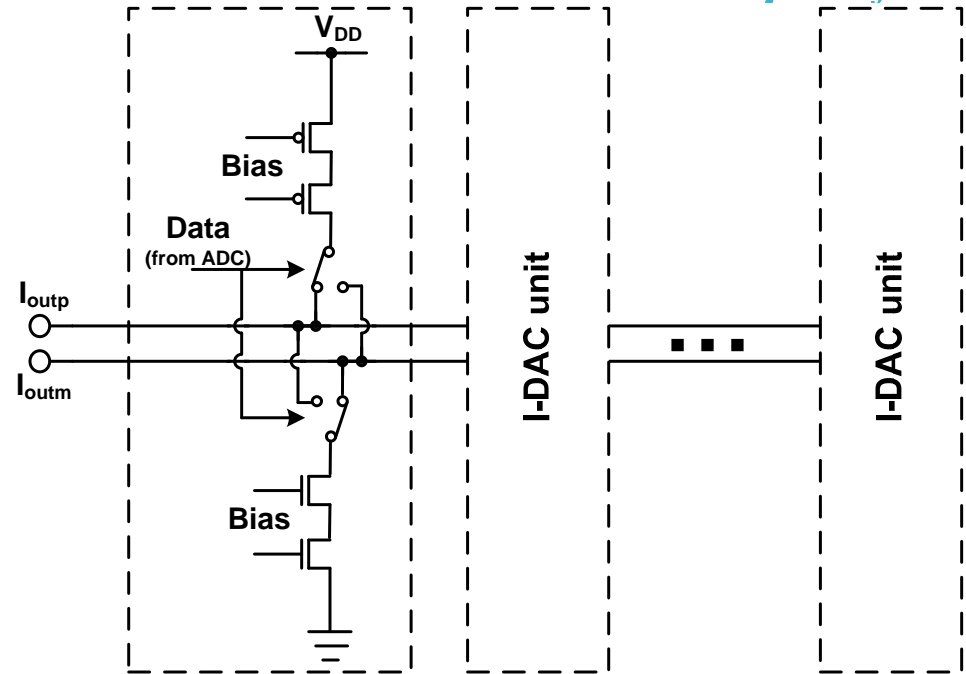 VDD
Bias
Data
(from ADC)
Ioutp
Ioutm
Bias
I-DAC unit
I-DAC unit